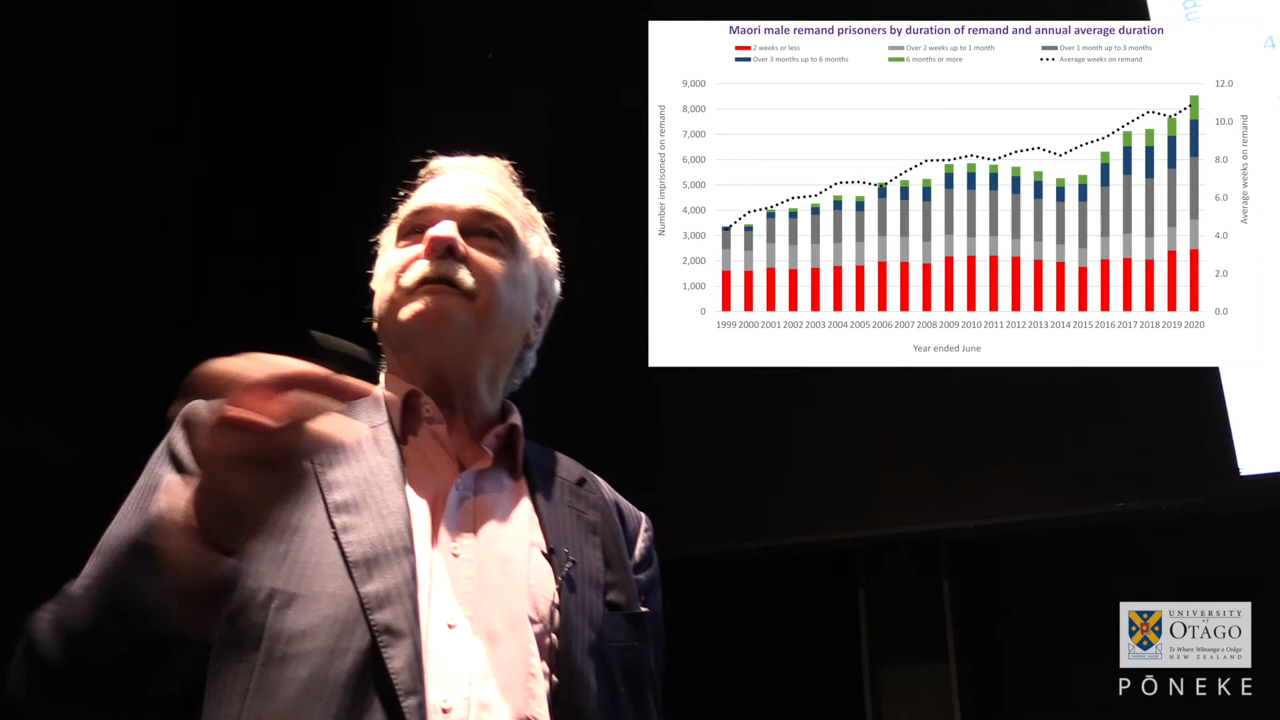 Maori male remand prisoners by duration of remand and annual average duration
2 weeks or less
Over 2 weeks up to 1 month
Over 1 month up to 3 months
Over 3 months up to 6 months
6 months or more
Average weeks on remand
Number imprisoned on remand
9,000
8,000
7,000
6,000
5,000
4,000
3,000
2,000
1,000
0
12.0
10.0
8.0
6.0
4.0
2.0
0.0
Average weeks on remand
1999 2000 2001 2002 2003 2004 2005 2006 2007 2008 2009 2010 2011 2012 2013 2014 2015 2016 2017 2018 2019 2020
Year ended June
4
UNIVERSITY
of
OTAGO
Te Whare Wānanga o Otāgo
NEW ZEALAND
PŌNEKE